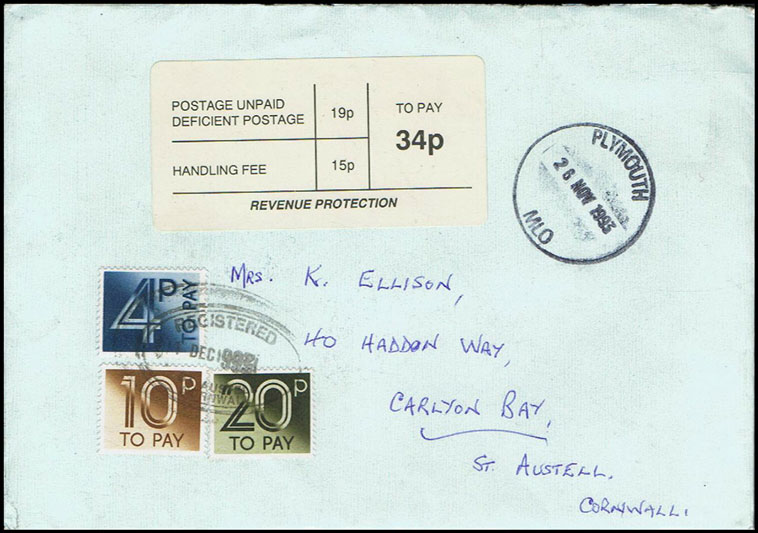 POSTAGE UNPAID
DEFICIENT POSTAGE
19p
HANDLING FEE
15p
TO PAY
34p
REVENUE PROTECTION
PLYMOUTH
26 NOV 1993
MLO
4P
TO PAY
10P
TO PAY
20P
TO PAY
REGISTERED
DEC 199
Mrs. K. ELLISON,
40 HADDON WAY,
CARLYON BAY,
ST. AUSTELL.
CORNWALL.